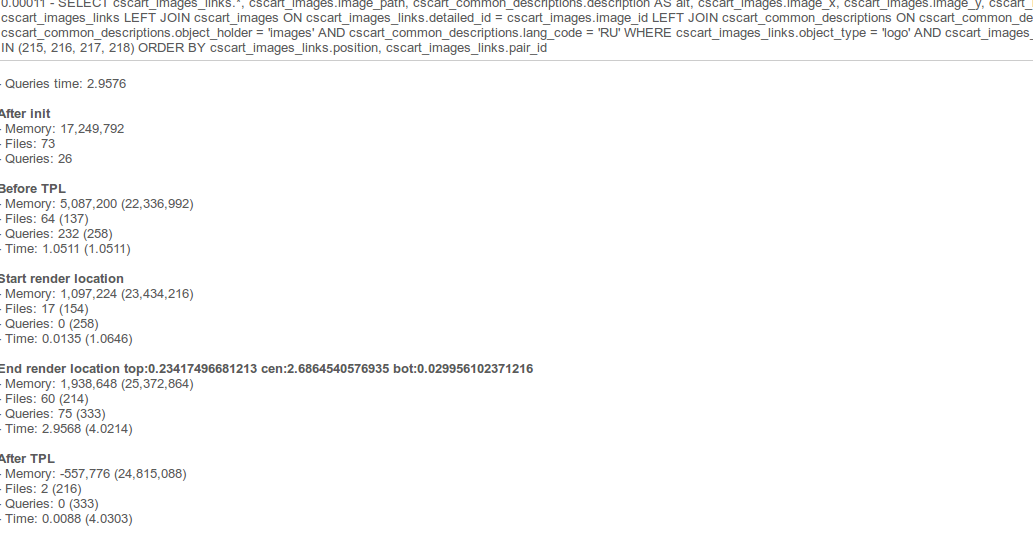 0.00011 - SELECT cscart_images_links.*, cscart_images.image_path, cscart_common_descriptions.description AS alt, cscart_images.image_x, cscart_images.image_y, cscart_
cscart_images_links LEFT JOIN cscart_images ON cscart_images_links.detailed_id = cscart_images.image_id LEFT JOIN cscart_common_descriptions ON cscart_common_de
cscart_common_descriptions.object_holder = 'images' AND cscart_common_descriptions.lang_code = 'RU' WHERE cscart_images_links.object_type = 'logo' AND cscart_images_
IN (215, 216, 217, 218) ORDER BY cscart_images_links.position, cscart_images_links.pair_id
- Queries time: 2.9576
After init
- Memory: 17,249,792
- Files: 73
- Queries: 26
Before TPL
- Memory: 5,087,200 (22,336,992)
- Files: 64 (137)
- Queries: 232 (258)
- Time: 1.0511 (1.0511)
Start render location
- Memory: 1,097,224 (23,434,216)
- Files: 17 (154)
- Queries: 0 (258)
- Time: 0.0135 (1.0646)
End render location top:0.23417496681213 cen:2.6864540576935 bot:0.029956102371216
- Memory: 1,938,648 (25,372,864)
- Files: 60 (214)
- Queries: 75 (333)
- Time: 2.9568 (4.0214)
After TPL
- Memory: -557,776 (24,815,088)
- Files: 2 (216)
- Queries: 0 (333)
- Time: 0.0088 (4.0303)